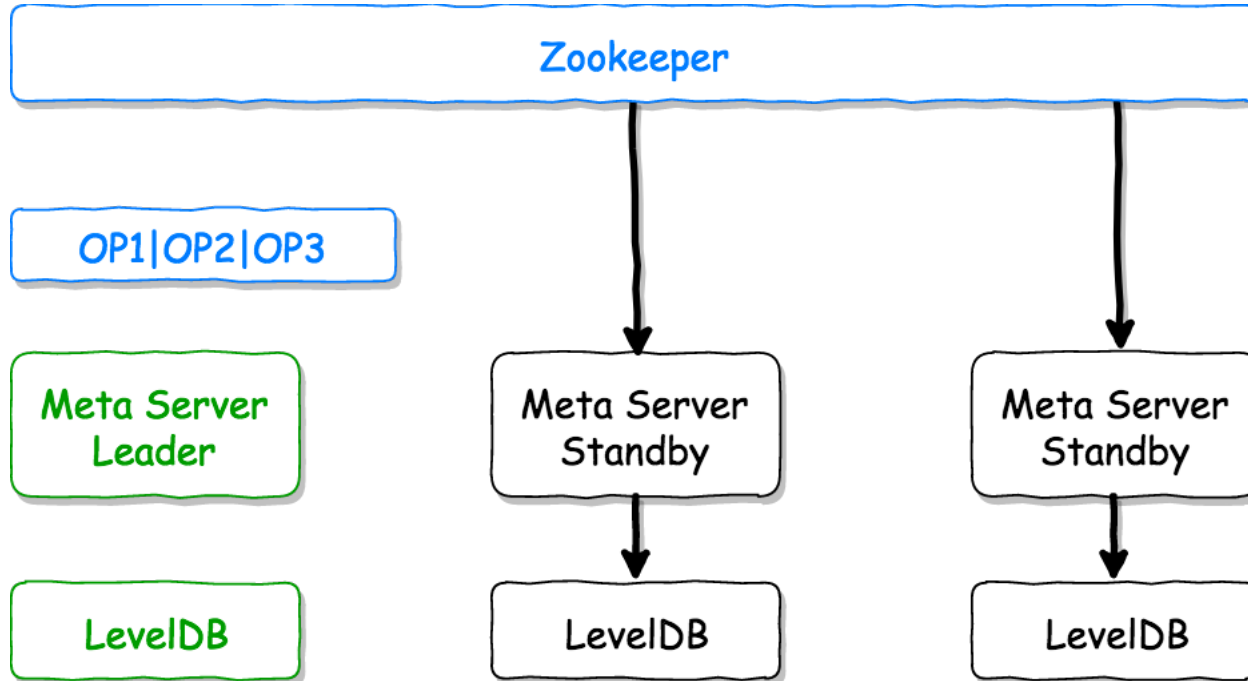 Zookeeper
OP1|OP2|OP3
Meta Server
Leader
Meta Server
Standby
Meta Server
Standby
LevelDB
LevelDB
LevelDB